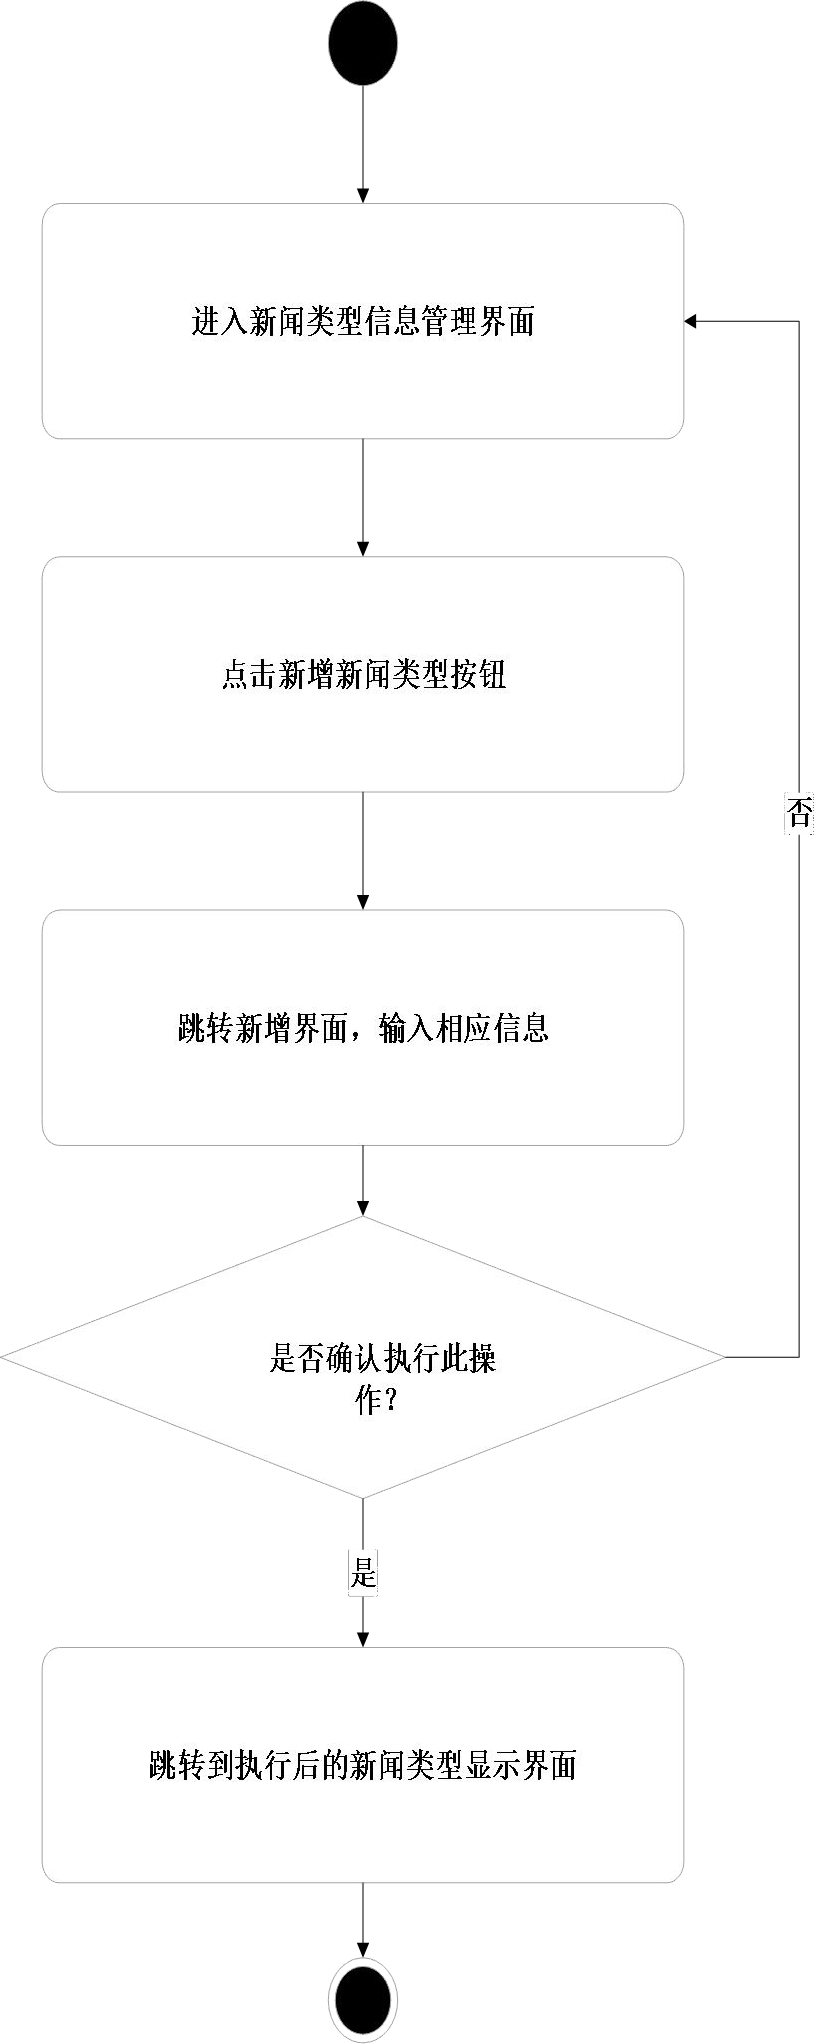 进入新闻类型信息管理界面
点击新增新闻类型按钮
否
跳转新增界面，输入相应信息
是否确认执行此操
作？
是
跳转到执行后的新闻类型显示界面